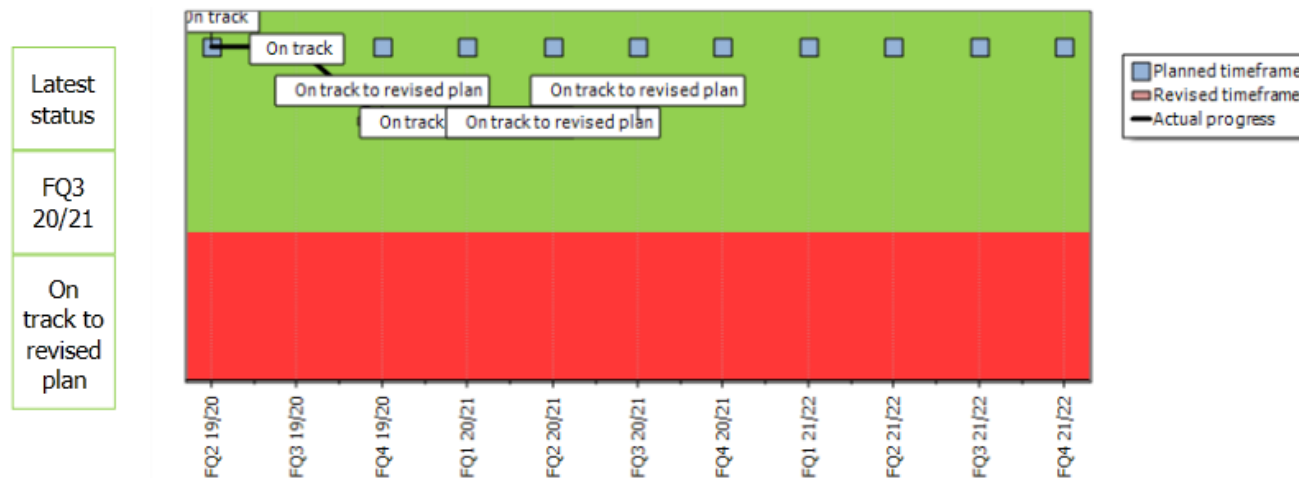 Latest
status
FQ3
20/21
On
track to
revised
plan
On track
On track
On track to revised plan
On track to revised plan
On track
On track to revised plan
FQ2 19/20
FQ3 19/20
FQ4 19/20
FQ1 20/21
FQ2 20/21
FQ3 20/21
FQ4 20/21
FQ1 21/22
FQ2 21/22
FQ3 21/22
FQ4 21/22
Planned timeframe
Revised timeframe
Actual progress